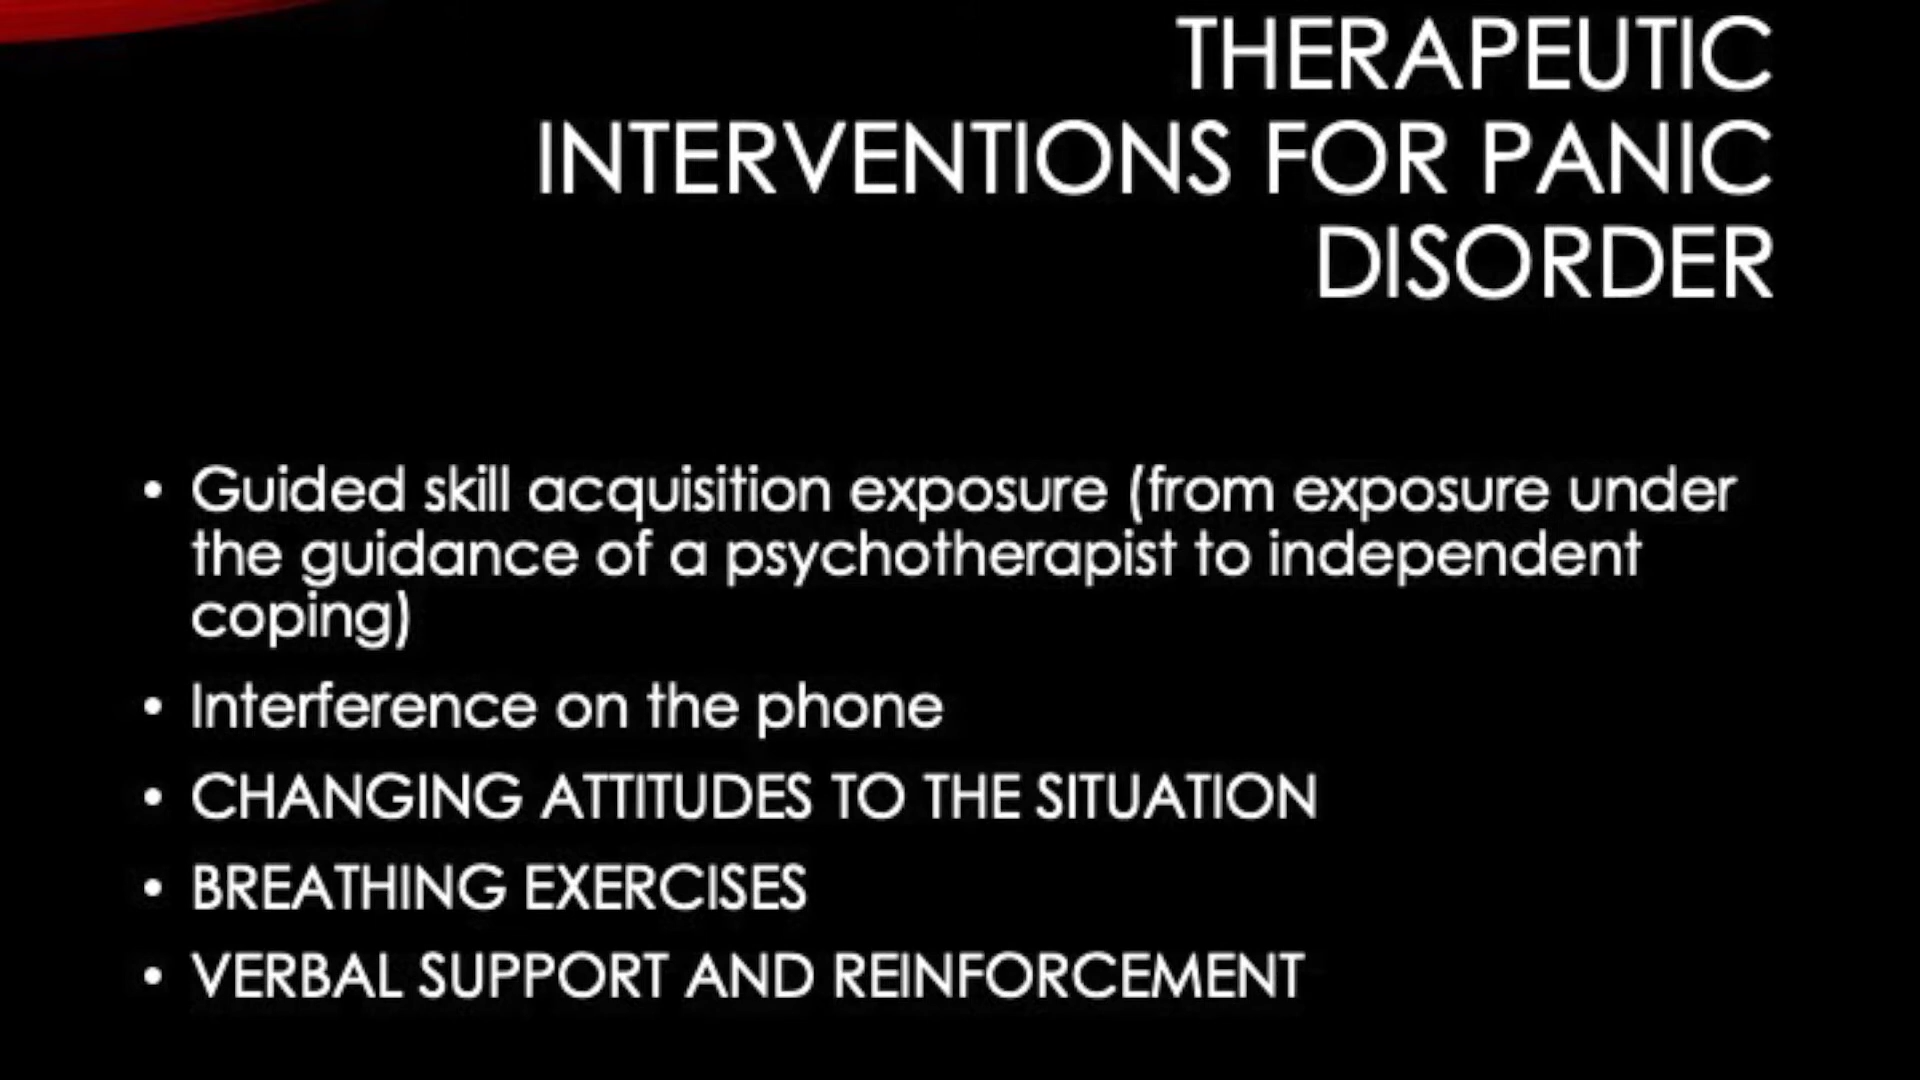 THERAPEUTIC
INTERVENTIONS FOR PANIC
DISORDER
• Guided skill acquisition exposure (from exposure under
the guidance of a psychotherapist to independent
coping)
• Interference on the phone
• CHANGING ATTITUDES TO THE SITUATION
• BREATHING EXERCISES
• VERBAL SUPPORT AND REINFORCEMENT